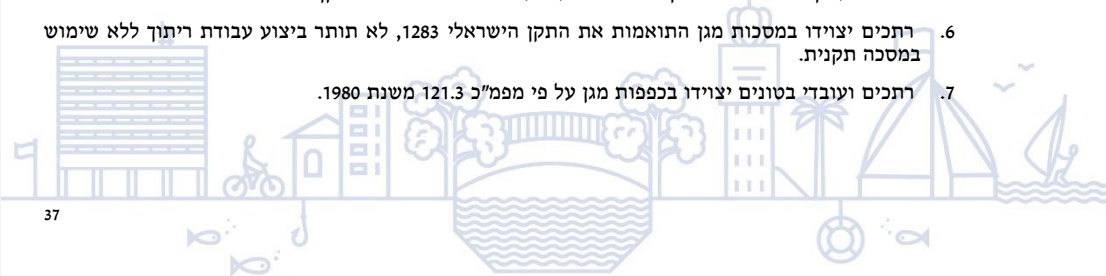 6. רתכים יצוידו במסכות מגן התואמות את התקן הישראלי 1283, לא תותר ביצוע עבודת ריתוך ללא שימוש
במסכה תקנית.
7. רתכים ועובדי בטונים יצוידו בכפפות מגן על פי מפמ"כ 121.3 משנת 1980.
37